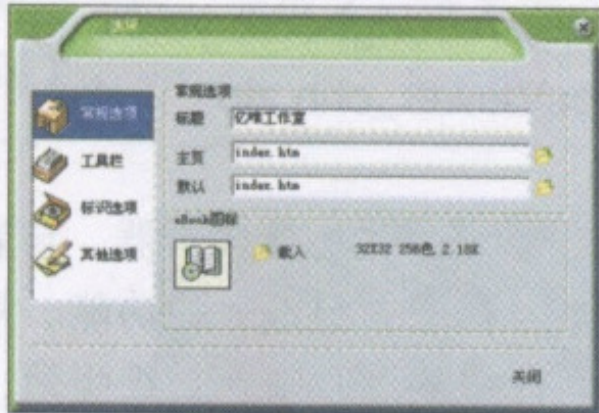 常规选项
工具栏
标识选项
其他选项
常规选项
标题 亿唯工作室
主页 index.htm
默认 index.htm
eBook图标
载入 32X32 256色 2.18K
关闭